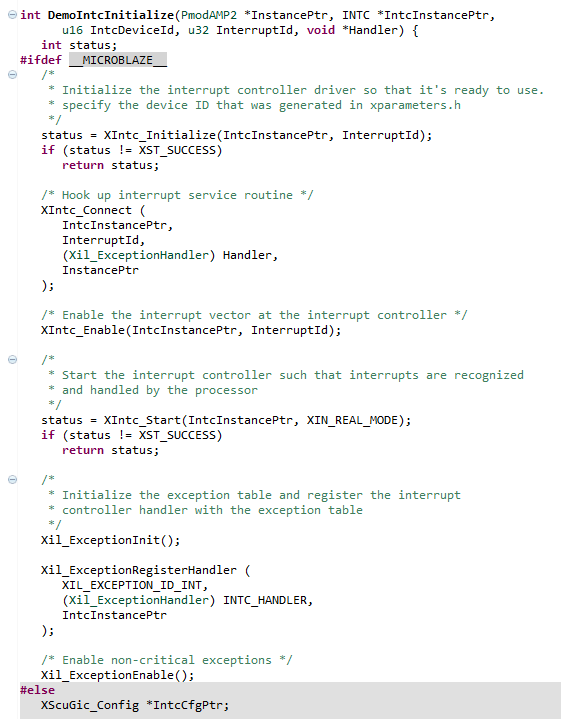 int DemoIntcInitialize(PmodAMP2 *InstancePtr, INTC *IntcInstancePtr,
      u16 IntcDeviceId, u32 InterruptId, void *Handler) {
   int status;
#ifdef __MICROBLAZE__
   /*
    * Initialize the interrupt controller driver so that it's ready to use.
    * specify the device ID that was generated in xparameters.h
    */
   status = XIntc_Initialize(IntcInstancePtr, InterruptId);
   if (status != XST_SUCCESS)
      return status;

   /* Hook up interrupt service routine */
   XIntc_Connect (
      IntcInstancePtr,
      InterruptId,
      (Xil_ExceptionHandler) Handler,
      InstancePtr
   );

   /* Enable the interrupt vector at the interrupt controller */
   XIntc_Enable(IntcInstancePtr, InterruptId);

   /*
    * Start the interrupt controller such that interrupts are recognized
    * and handled by the processor
    */
   status = XIntc_Start(IntcInstancePtr, XIN_REAL_MODE);
   if (status != XST_SUCCESS)
      return status;

   /*
    * Initialize the exception table and register the interrupt
    * controller handler with the exception table
    */
   Xil_ExceptionInit();

   Xil_ExceptionRegisterHandler (
      XIL_EXCEPTION_ID_INT,
      (Xil_ExceptionHandler) INTC_HANDLER,
      IntcInstancePtr
   );

   /* Enable non-critical exceptions */
   Xil_ExceptionEnable();
#else
   XScuGic_Config *IntcCfgPtr;